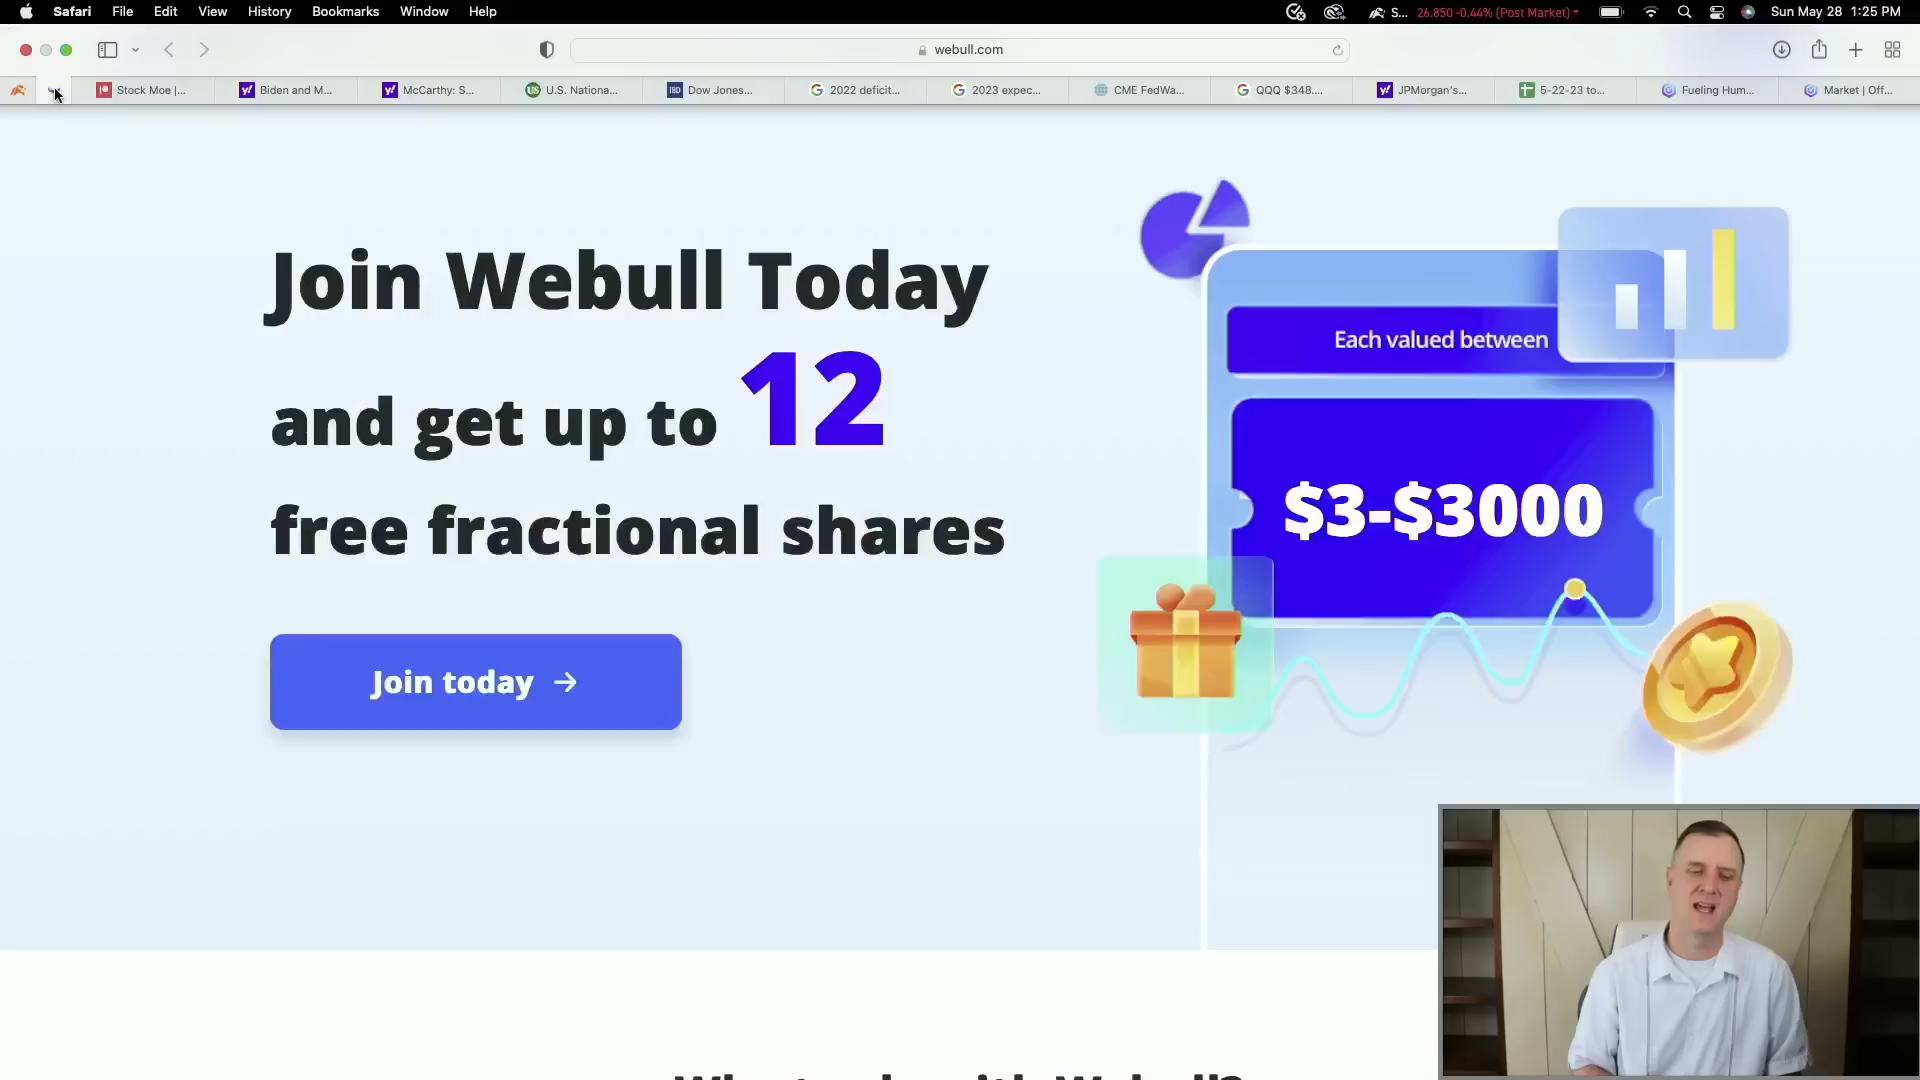 Safari File Edit View History Bookmarks Window Help
S... 26.850 -0.44% (Post Market) Sun May 28 1:25 PM
webull.com
Stock Moe |... Biden and M... McCarthy: S... U.S. Nationa... Dow Jones... 2022 deficit... 2023 expec... CME FedWa... QQQ $348.... JPMorgan's... 5-22-23 to... Fueling Hum... Market | Off...
Join Webull Today
and get up to 12
free fractional shares
Join today →
Each valued between
$3-$3000